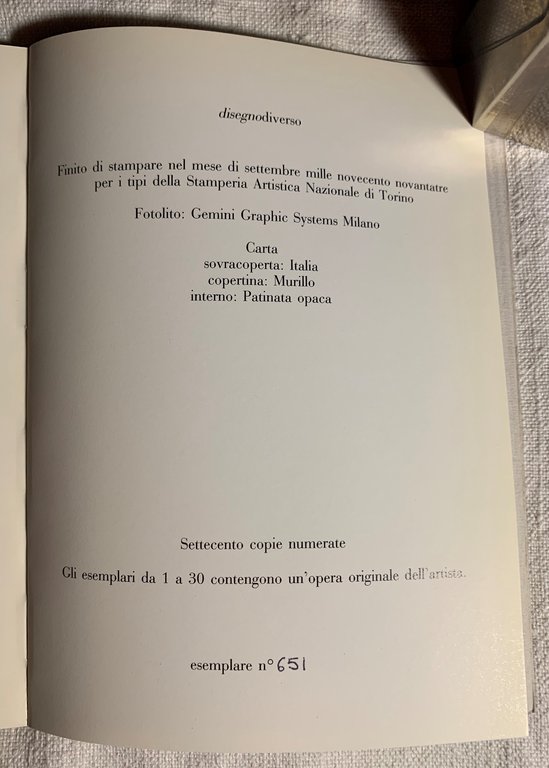 disegnodiverso
Finito di stampare nel mese di settembre mille novecento novantatre
per i tipi della Stamperia Artistica Nazionale di Torino
Fotolito: Gemini Graphic Systems Milano
Carta
sovracoperta: Italia
copertina: Murillo
interno: Patinata opaca
Settecento copie numerate
Gli esemplari da 1 a 30 contengono un'opera originale dell'artista.
esemplare n° 651